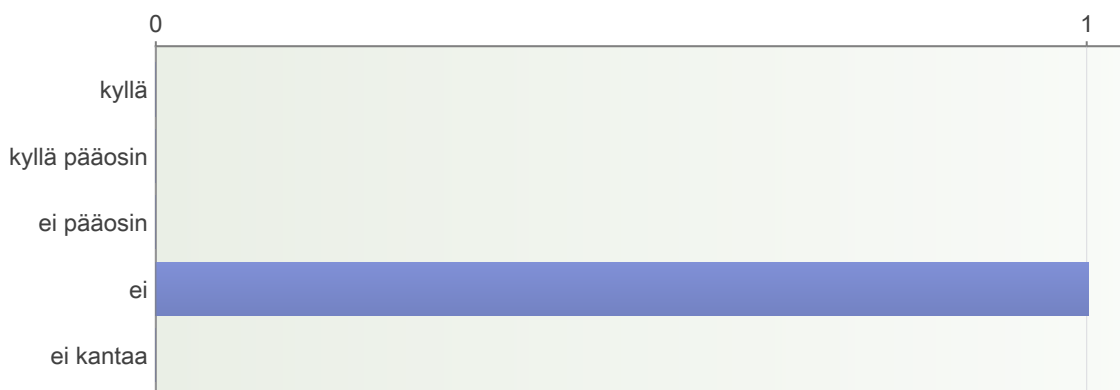 0 1
kyllä
kyllä pääosin
ei pääosin
ei
ei kantaa